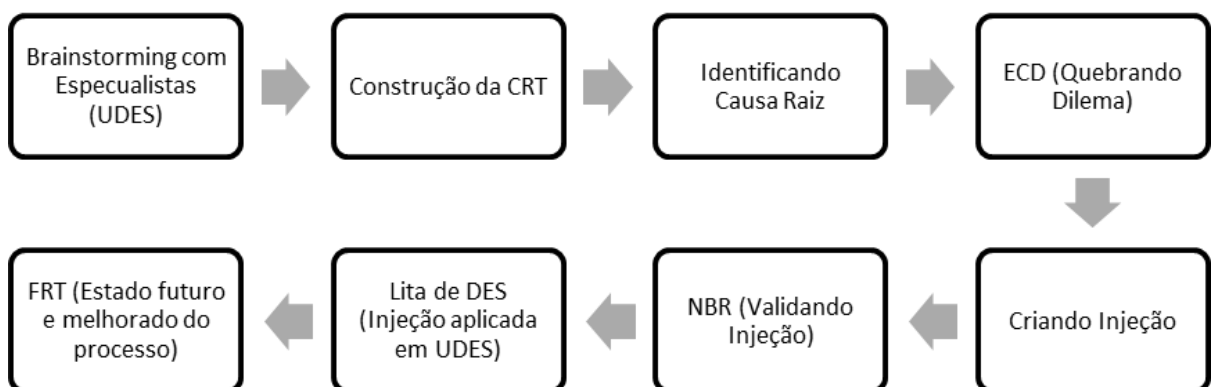 Brainstorming com
Especualistas
(UDES)
Construção da CRT
Identificando
Causa Raiz
ECD (Quebrando
Dilema)
Criando Injeção
NBR (Validando
Injeção)
Lita de DES
(Injeção aplicada
em UDES)
FRT (Estado futuro
e melhorado do
processo)